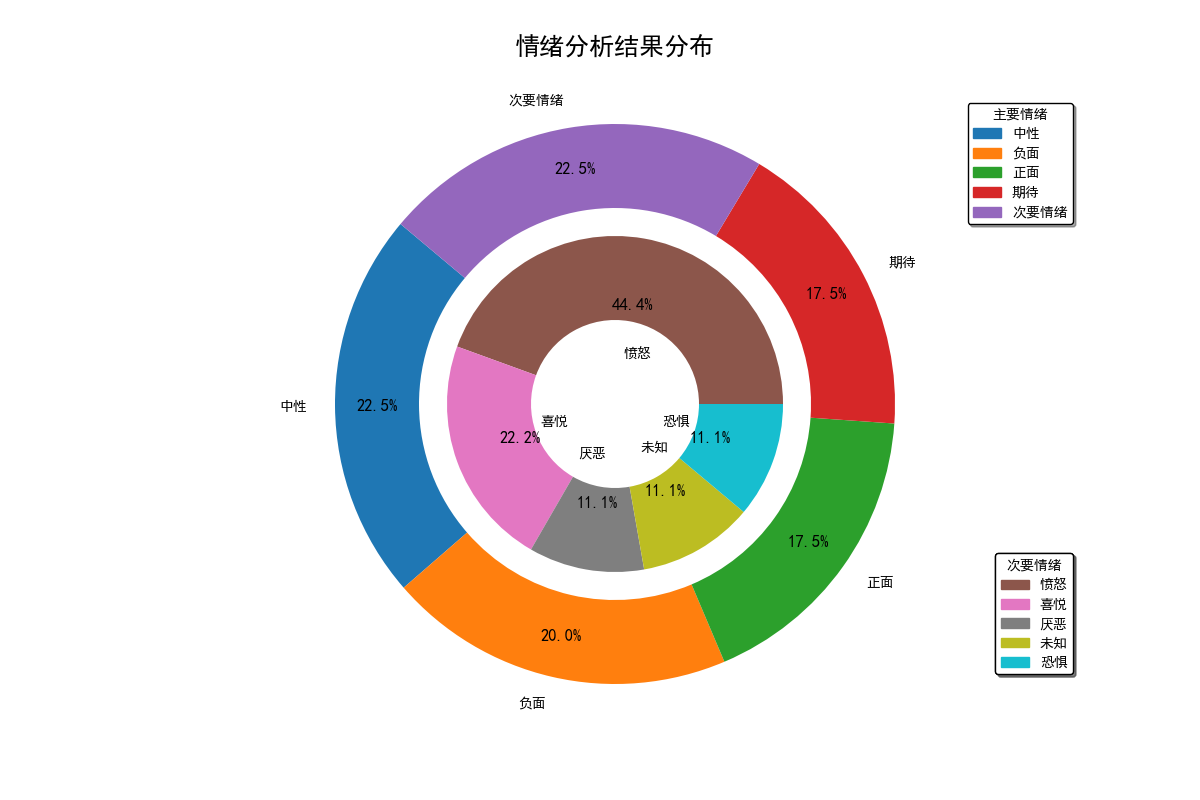 情绪分析结果分布
次要情绪
22.5%
期待
17.5%
中性
22.5%
正面
17.5%
负面
20.0%
44.4%
愤怒
喜悦
22.2%
厌恶
11.1%
未知
11.1%
恐惧
11.1%
主要情绪
中性
负面
正面
期待
次要情绪
次要情绪
愤怒
喜悦
厌恶
未知
恐惧